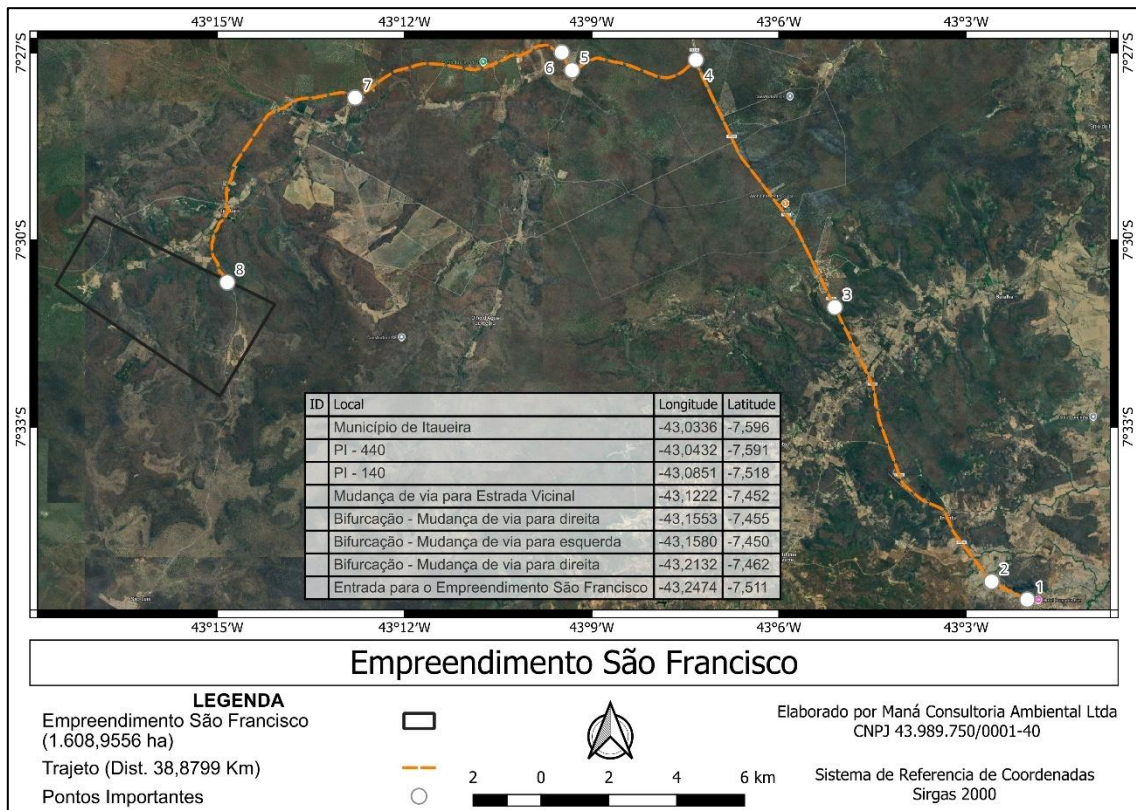 43°15'W 43°12'W 43°9'W 43°6'W 43°3'W
7°27'S 7°27'S
7°30'S 7°30'S
7°33'S 7°33'S
1
2
3
4
5
6
7
8
ID Local Longitude Latitude
Município de Itaueira -43,0336 -7,596
PI - 440 -43,0432 -7,591
PI - 140 -43,0851 -7,518
Mudança de via para Estrada Vicinal -43,1222 -7,452
Bifurcação - Mudança de via para direita -43,1553 -7,455
Bifurcação - Mudança de via para esquerda -43,1580 -7,450
Bifurcação - Mudança de via para direita -43,2132 -7,462
Entrada para o Empreendimento São Francisco -43,2474 -7,511
43°15'W 43°12'W 43°9'W 43°6'W 43°3'W
Empreendimento São Francisco
LEGENDA
Empreendimento São Francisco
(1.608,9556 ha)
Trajeto (Dist. 38,8799 Km)
Pontos Importantes
2 0 2 4 6 km
Elaborado por Maná Consultoria Ambiental Ltda
CNPJ 43.989.750/0001-40
Sistema de Referencia de Coordenadas
Sirgas 2000